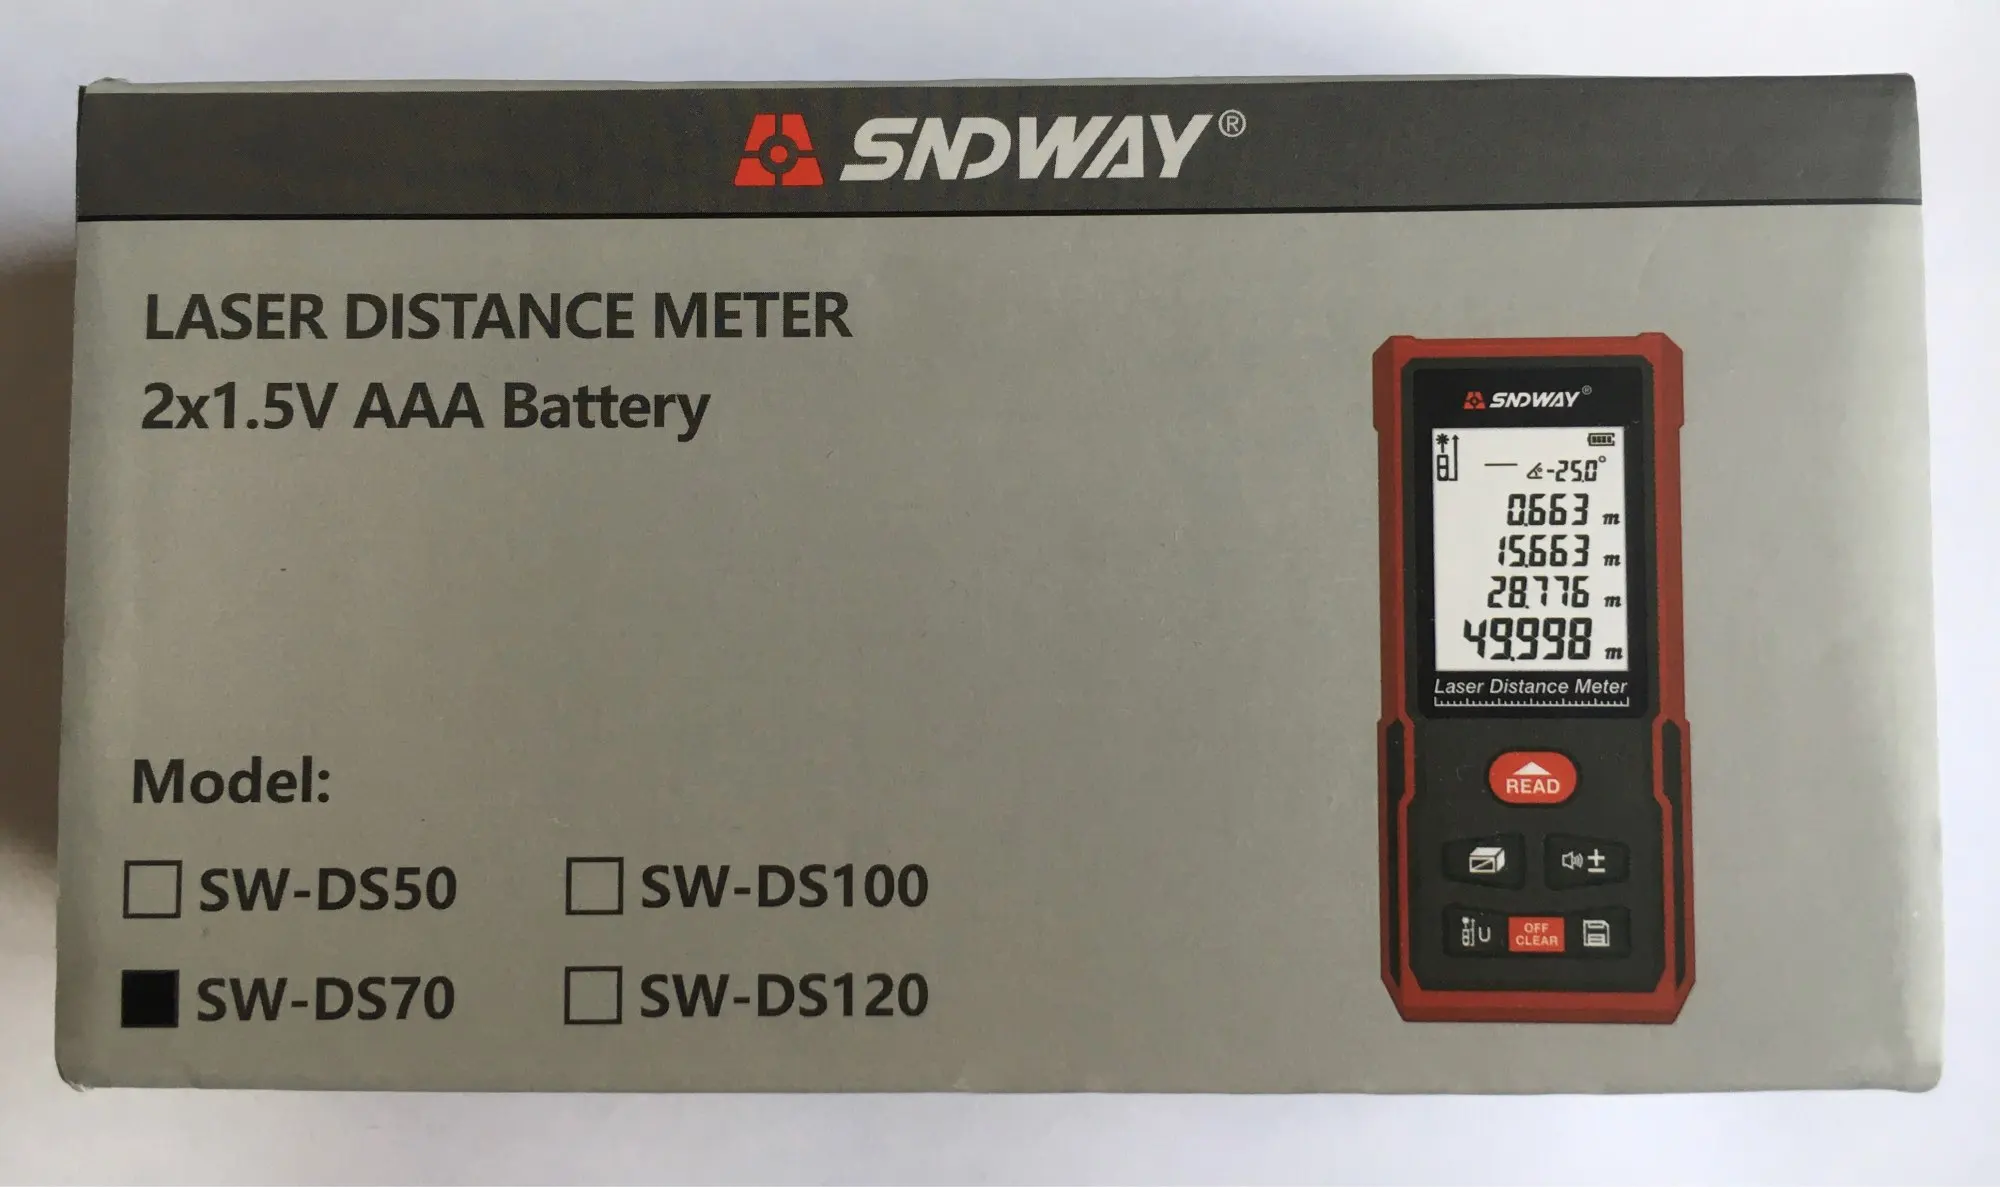 SNDWAY®
LASER DISTANCE METER
2x1.5V AAA Battery
Model:
SW-DS50
SW-DS100
SW-DS70
SW-DS120
SNDWAY®
-25.0°
0.663 m
15.663 m
28.776 m
49.998 m
Laser Distance Meter
READ
±
U
OFF
CLEAR